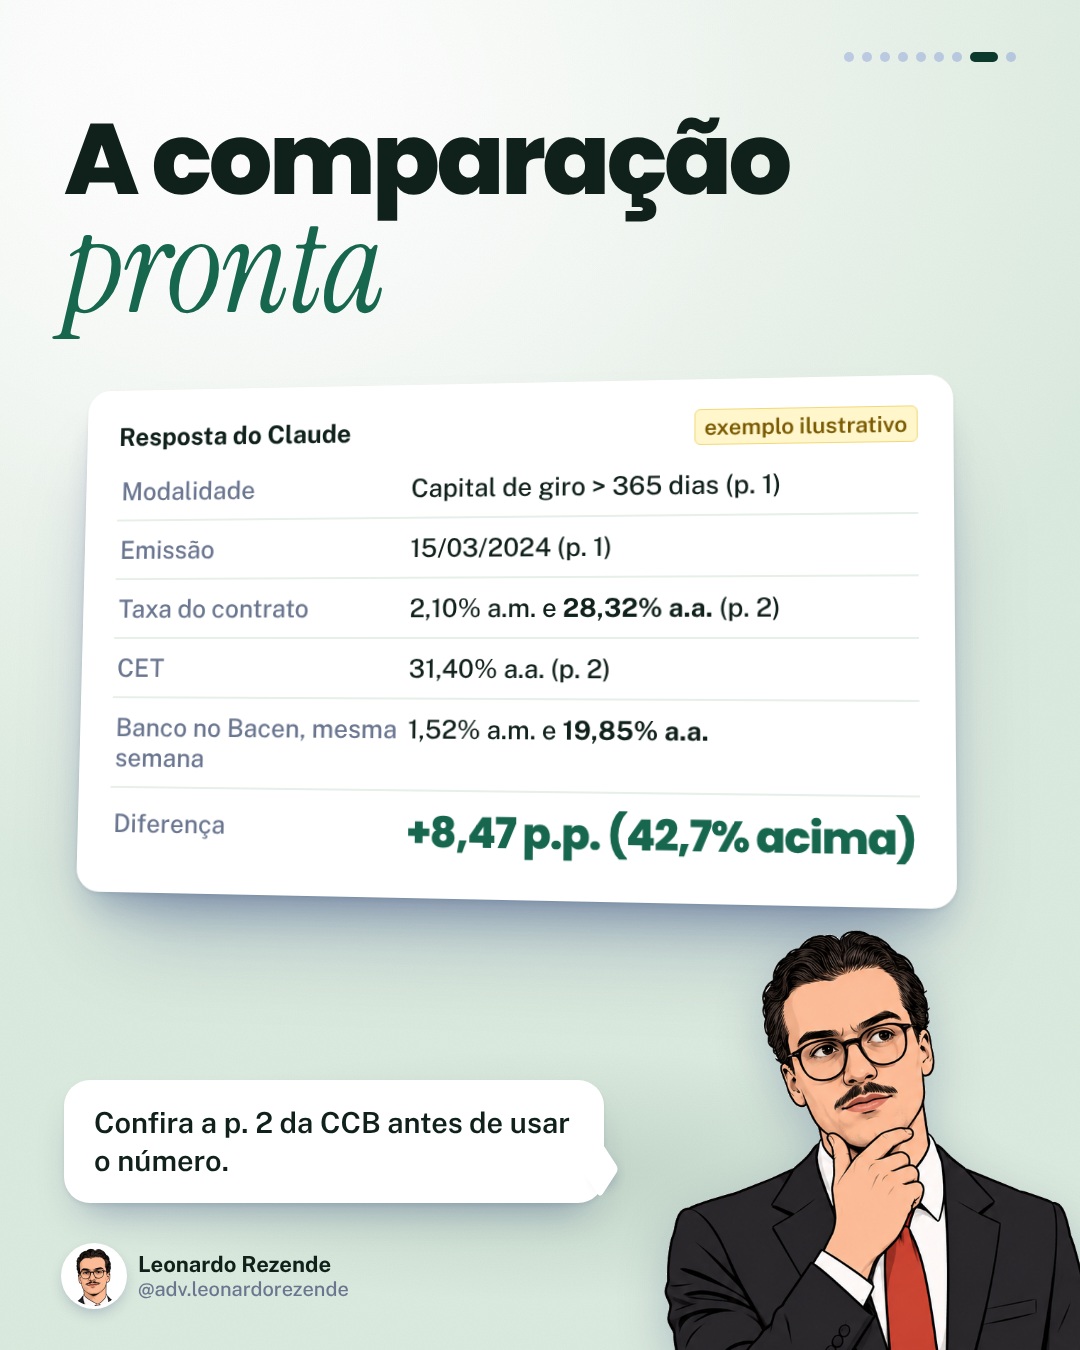 A comparação
pronta
Resposta do Claude
exemplo ilustrativo
Modalidade
Capital de giro > 365 dias (p. 1)
Emissão
15/03/2024 (p. 1)
Taxa do contrato
2,10% a.m. e 28,32% a.a. (p. 2)
CET
31,40% a.a. (p. 2)
Banco no Bacen, mesma
semana
1,52% a.m. e 19,85% a.a.
Diferença
+8,47 p.p. (42,7% acima)
Confira a p. 2 da CCB antes de usar
o número.
Leonardo Rezende
@adv.leonardorezende